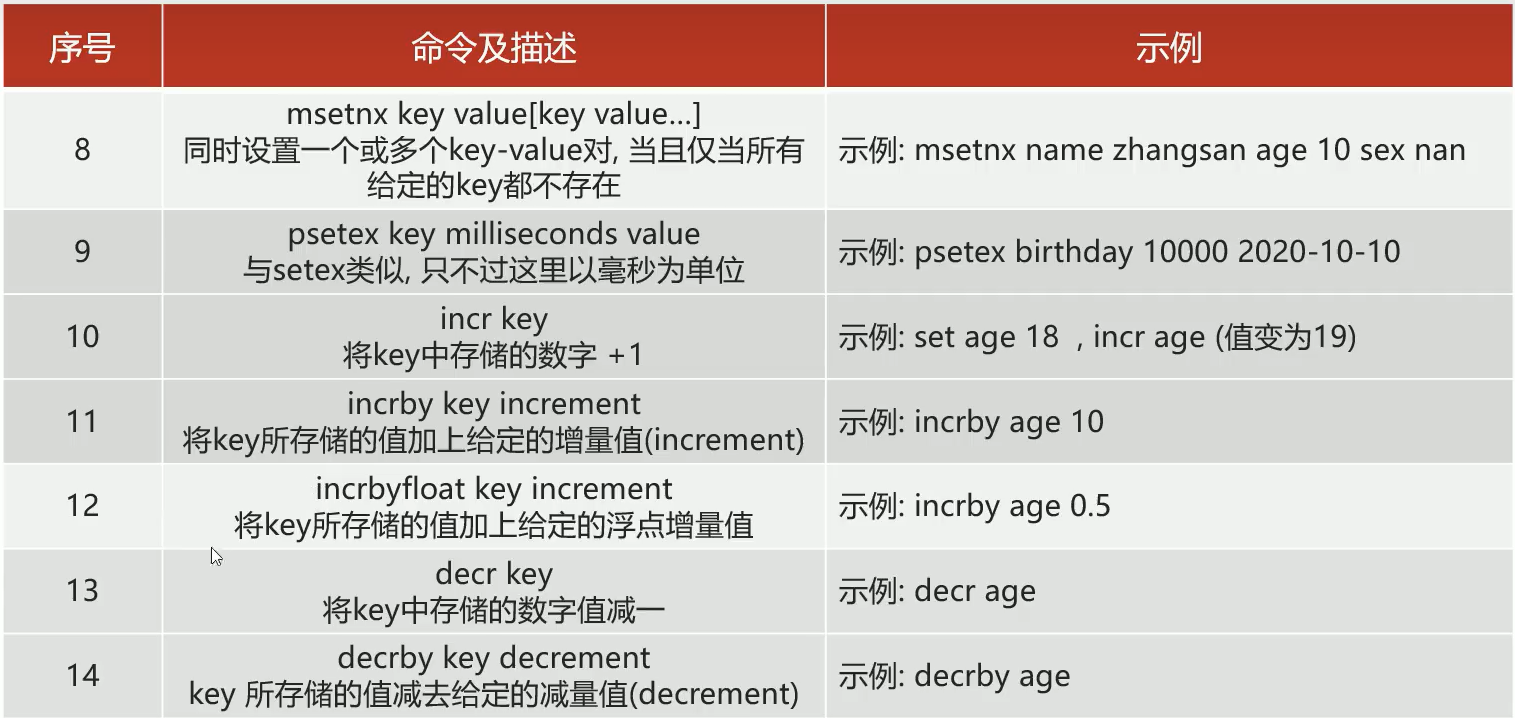 序号 命令及描述 示例
8 msetnx key value[key value...]
同时设置一个或多个key-value对, 当且仅当所有
给定的key都不存在
示例: msetnx name zhangsan age 10 sex nan
9 psetex key milliseconds value
与setex类似, 只不过这里以毫秒为单位
示例: psetex birthday 10000 2020-10-10
10 incr key
将key中存储的数字 +1
示例: set age 18 , incr age (值变为19)
11 incrby key increment
将key所存储的值加上给定的增量值(increment)
示例: incrby age 10
12 incrbyfloat key increment
将key所存储的值加上给定的浮点增量值
示例: incrby age 0.5
13 decr key
将key中存储的数字值减一
示例: decr age
14 decrby key decrement
key 所存储的值减去给定的减量值(decrement)
示例: decrby age